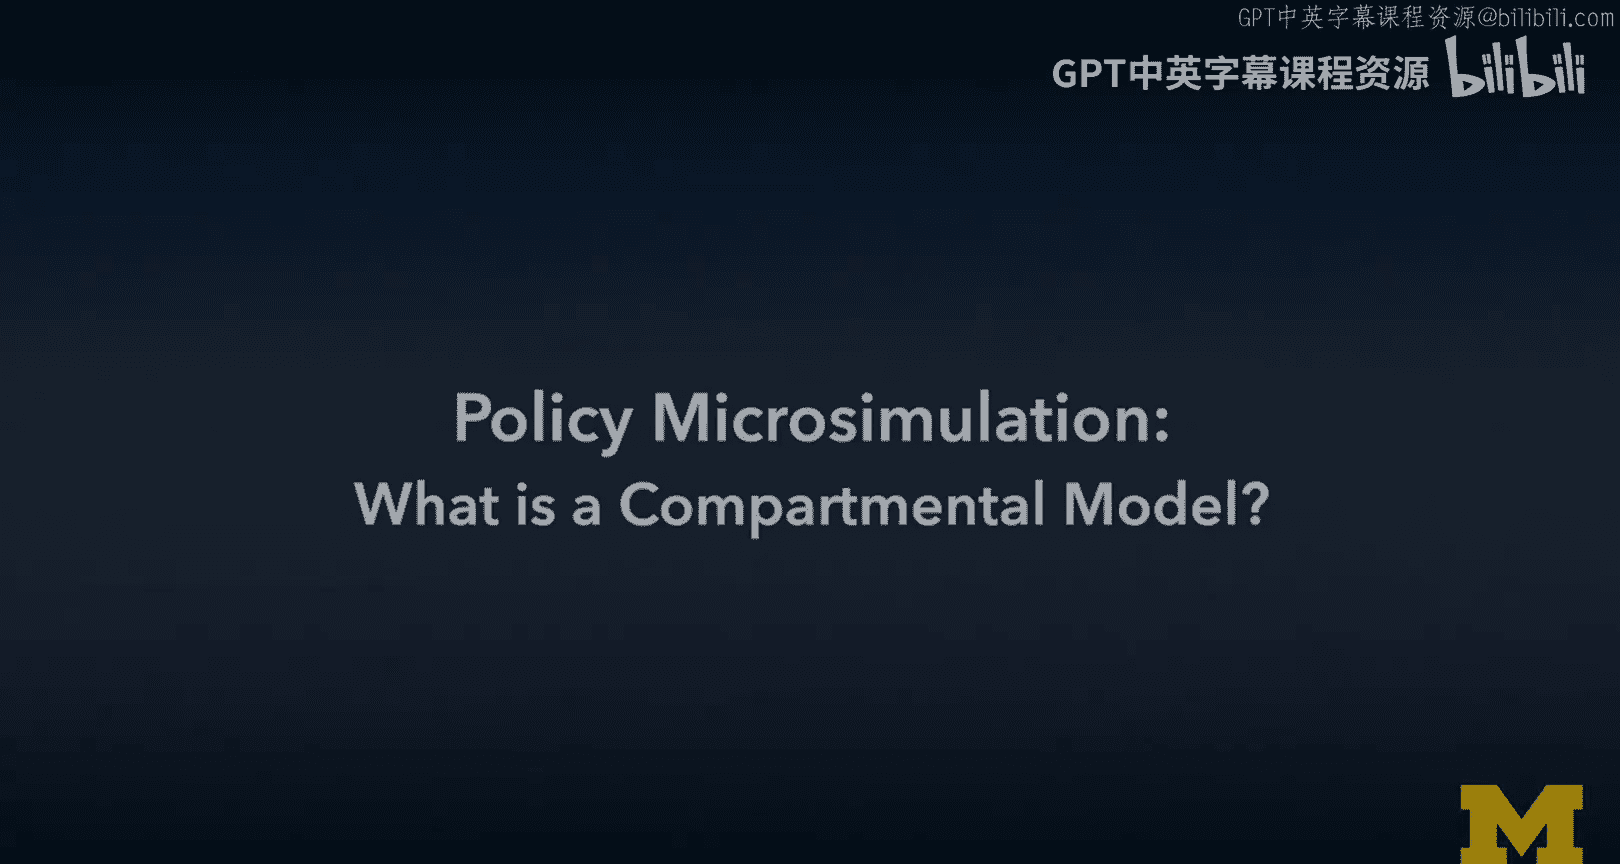 GPT中英字幕课程资源@bilibili.com
GPT中英字幕课程资源 bilibili
Policy Microsimulation:
What is a Compartmental Model?
M